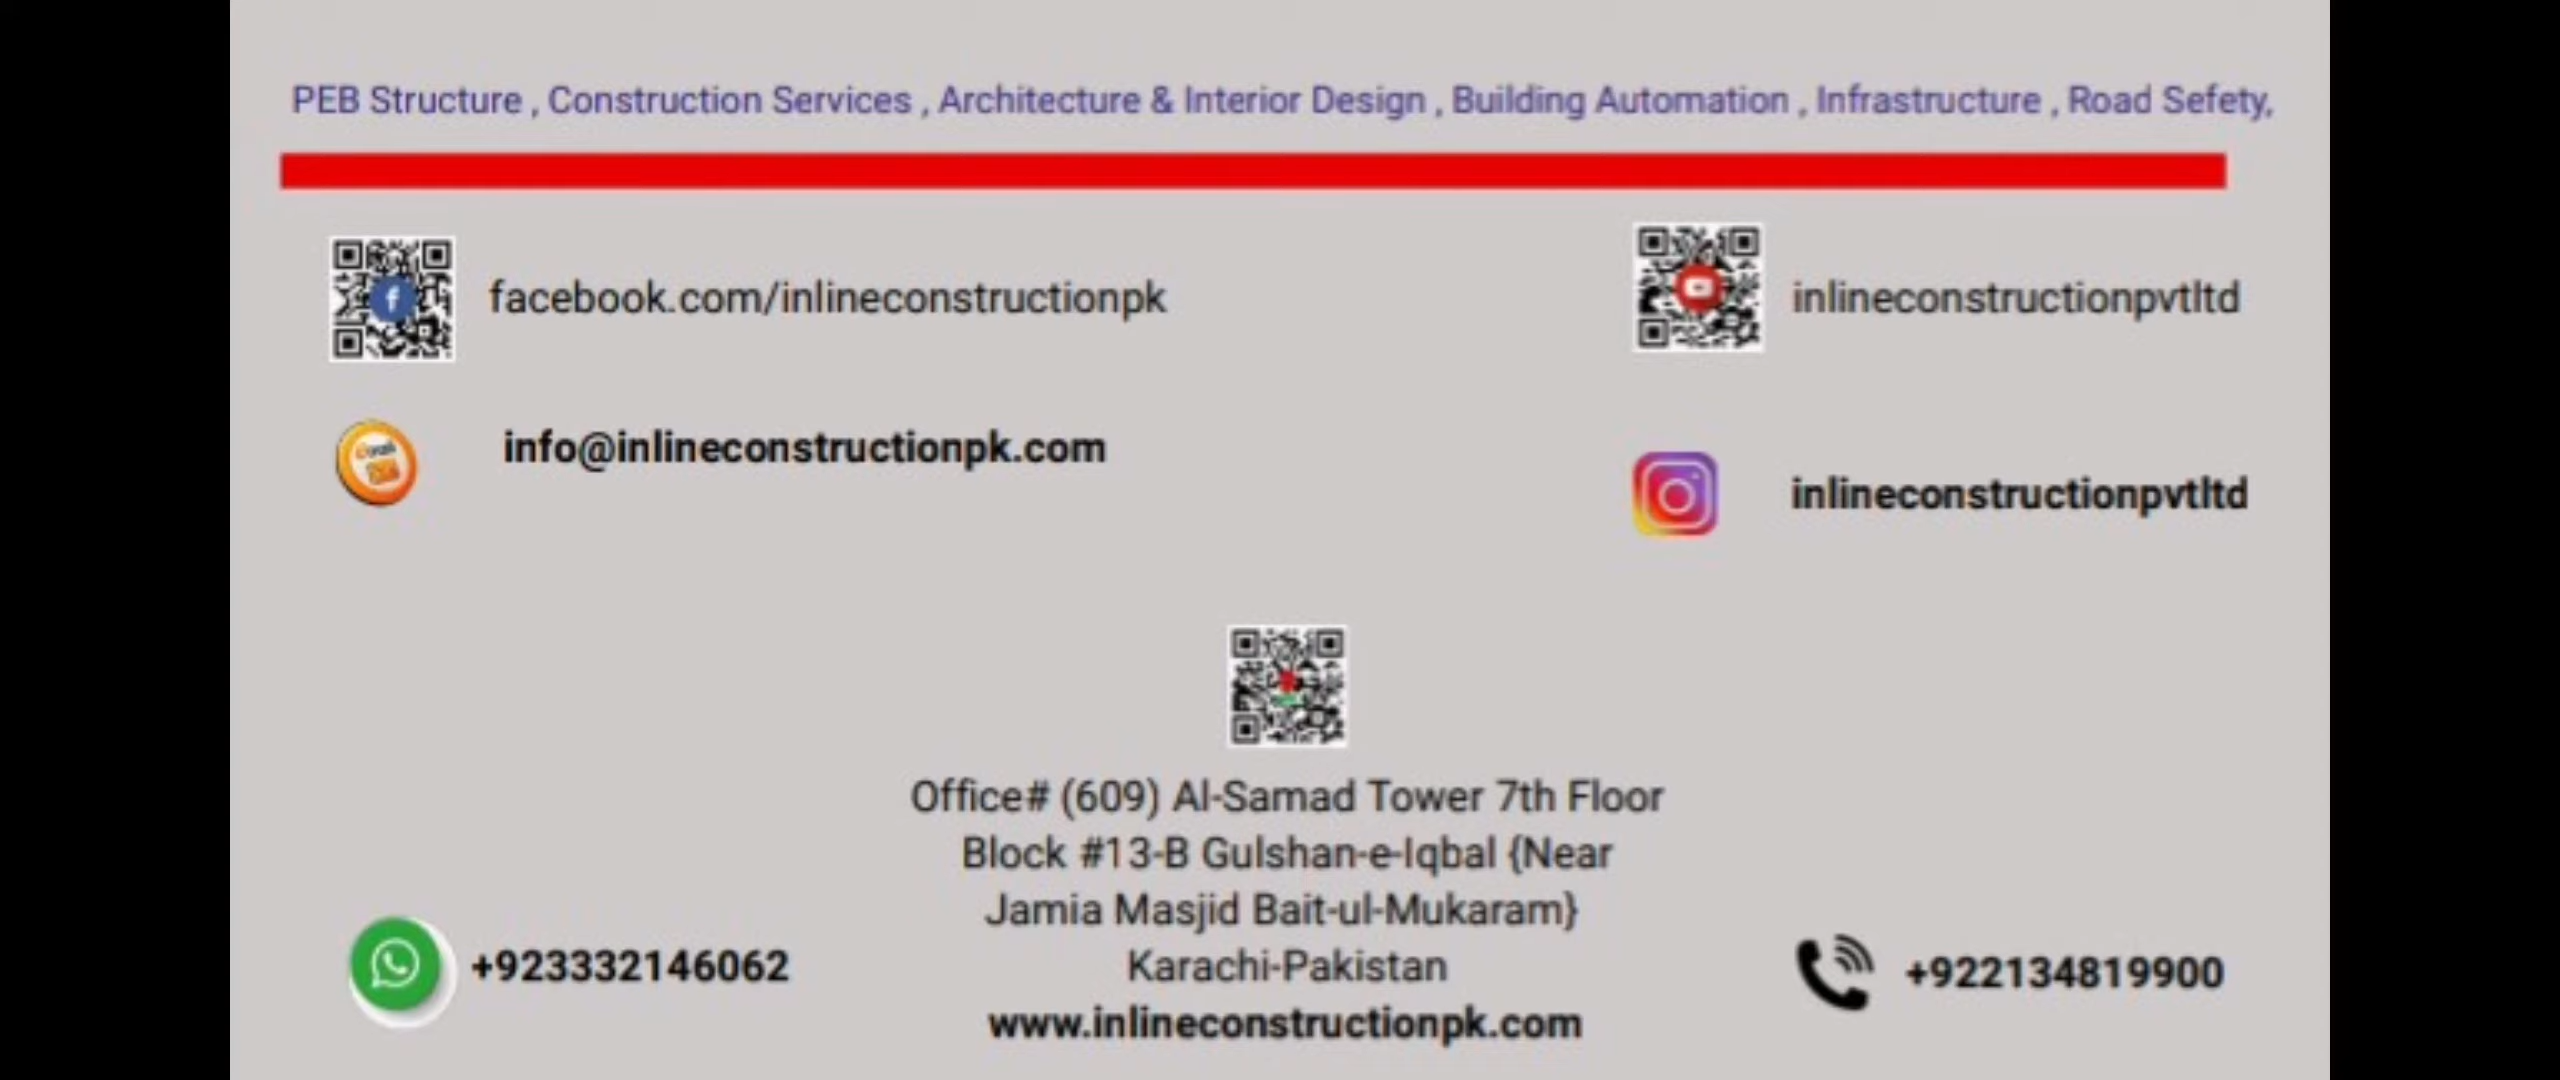 PEB Structure , Construction Services , Architecture & Interior Design , Building Automation , Infrastructure , Road Sefety,
facebook.com/inlineconstructionpk
inlineconstructionpvtltd
info@inlineconstructionpk.com
inlineconstructionpvtltd
Office# (609) Al-Samad Tower 7th Floor
Block #13-B Gulshan-e-Iqbal {Near
Jamia Masjid Bait-ul-Mukaram}
Karachi-Pakistan
www.inlineconstructionpk.com
+923332146062
+922134819900